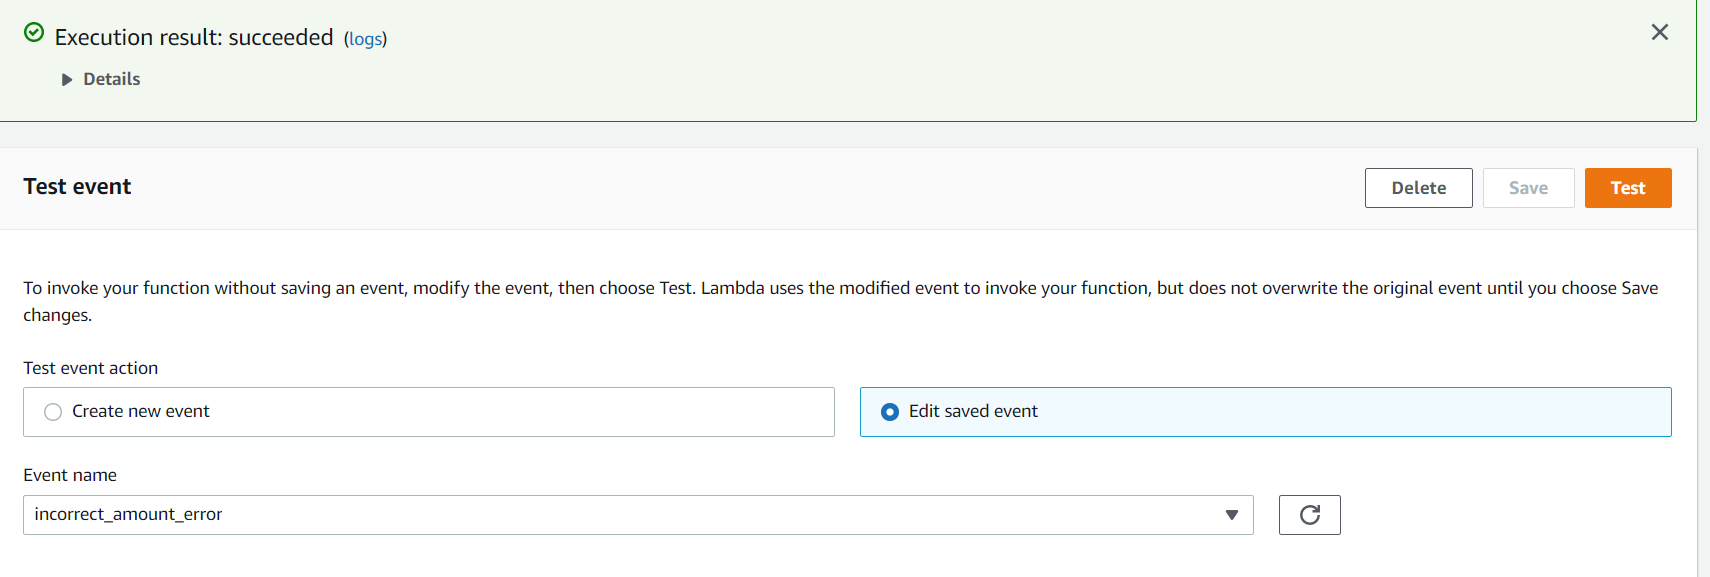 Execution result: succeeded (logs)
Details
Test event
Delete
Save
Test
To invoke your function without saving an event, modify the event, then choose Test. Lambda uses the modified event to invoke your function, but does not overwrite the original event until you choose Save
changes.
Test event action
Create new event
Edit saved event
Event name
incorrect_amount_error